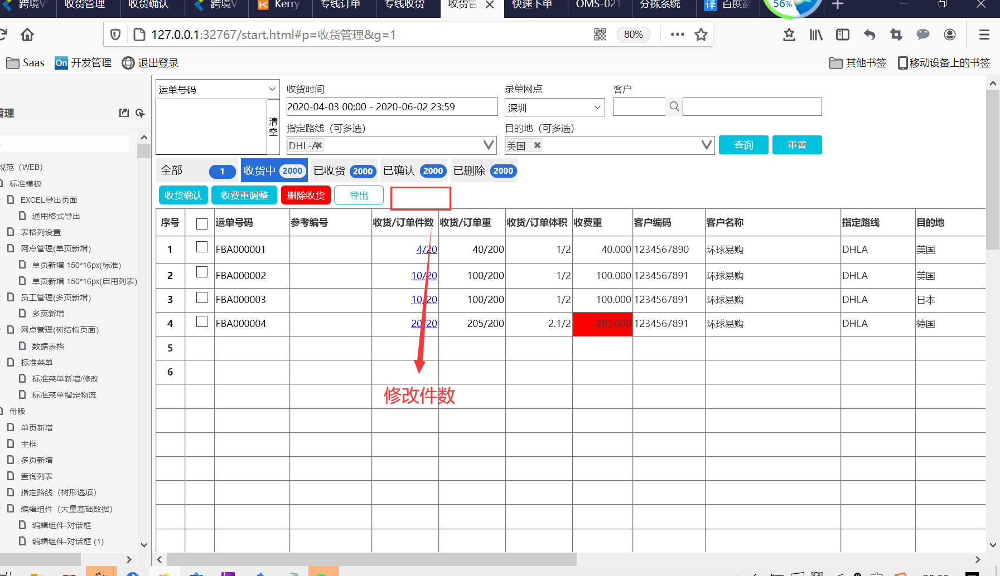 跨境V
收货管理
收货确认
跨境V
Kerry
专线订单
专线收货
收货管
快速下单
OMS-021
分拣系统
译 百度翻
56%
127.0.0.1:32767/start.html#p=收货管理&g=1
80%
Saas
On 开发管理
退出登录
其他书签
移动设备上的书签
管理
规范（WEB)
标准模板
EXCEL导出页面
通用格式导出
表格列设置
网点管理(单页新增)
单页新增 150*16px(标准)
单页新增 150*16px(启用列表)
员工管理(多页新增)
多页新增
网点管理(树结构页面)
数据表格
标准菜单
标准菜单新增/修改
标准菜单指定物流
母版
单页新增
主框
多页新增
查询列表
指定路线（树形选项)
编辑组件（大量基础数据)
编辑组件-对话框
编辑组件-对话框 (1)
运单号码
清空
收货时间
2020-04-03 00:00 - 2020-06-02 23:59
录单网点
深圳
客户
指定路线（可多选）
DHL-A
目的地（可多选）
美国
查询
重置
全部 1
收货中 2000
已收货 2000
已确认 2000
已删除 2000
收货确认
收费重调整
删除收货
导出
序号 运单号码 参考编号 收货/订单件数 收货/订单重 收货/订单体积 收费重 客户编码 客户名称 指定路线 目的地
1 FBA000001 4/20 40/200 1/2 40.000 1234567890 环球易购 DHLA 美国
2 FBA000002 10/20 100/200 1/2 100.000 1234567891 环球易购 DHLA 美国
3 FBA000003 10/20 100/200 1/2 100.000 1234567891 环球易购 DHLA 日本
4 FBA000004 20/20 205/200 2.1/2 203.000 1234567891 环球易购 DHLA 德国
5
6
修改件数